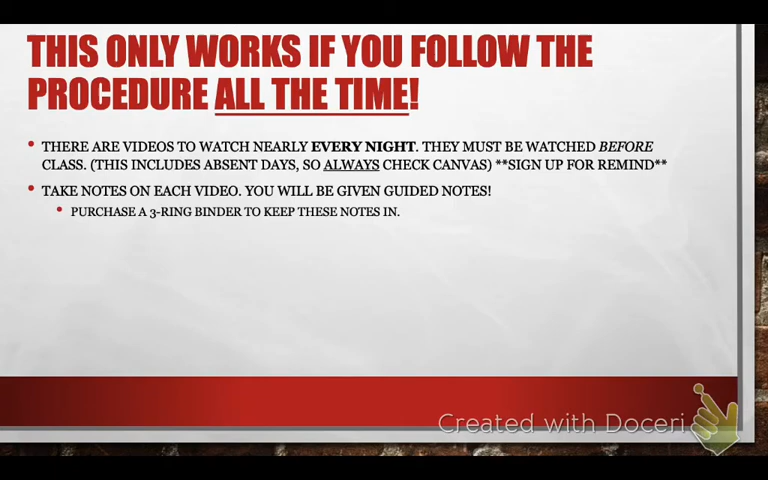 THIS ONLY WORKS IF YOU FOLLOW THE
PROCEDURE ALL THE TIME!
• THERE ARE VIDEOS TO WATCH NEARLY EVERY NIGHT. THEY MUST BE WATCHED BEFORE
CLASS. (THIS INCLUDES ABSENT DAYS, SO ALWAYS CHECK CANVAS) **SIGN UP FOR REMIND**
• TAKE NOTES ON EACH VIDEO. YOU WILL BE GIVEN GUIDED NOTES!
• PURCHASE A 3-RING BINDER TO KEEP THESE NOTES IN.
Created with Doceri